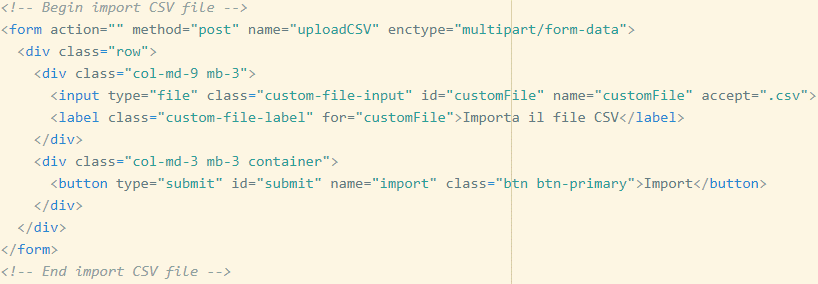 <!-- Begin import CSV file -->
<form action="" method="post" name="uploadCSV" enctype="multipart/form-data">
  <div class="row">
    <div class="col-md-9 mb-3">
      <input type="file" class="custom-file-input" id="customFile" name="customFile" accept=".csv">
      <label class="custom-file-label" for="customFile">Importa il file CSV</label>
    </div>
    <div class="col-md-3 mb-3 container">
      <button type="submit" id="submit" name="import" class="btn btn-primary">Import</button>
    </div>
  </div>
</form>
<!-- End import CSV file -->